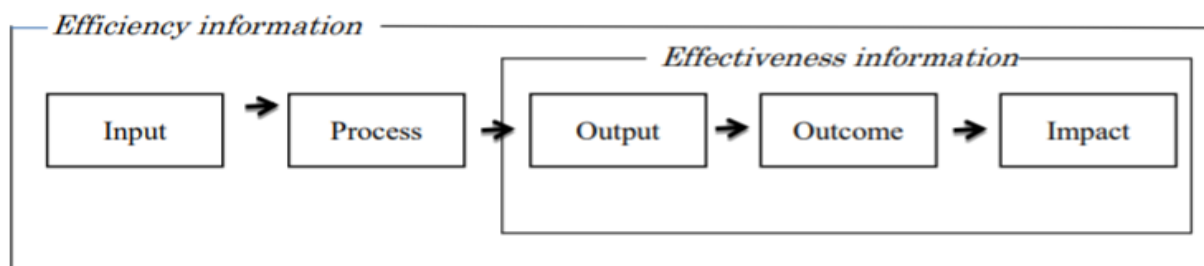 Efficiency information
Effectiveness information
Input
Process
Output
Outcome
Impact